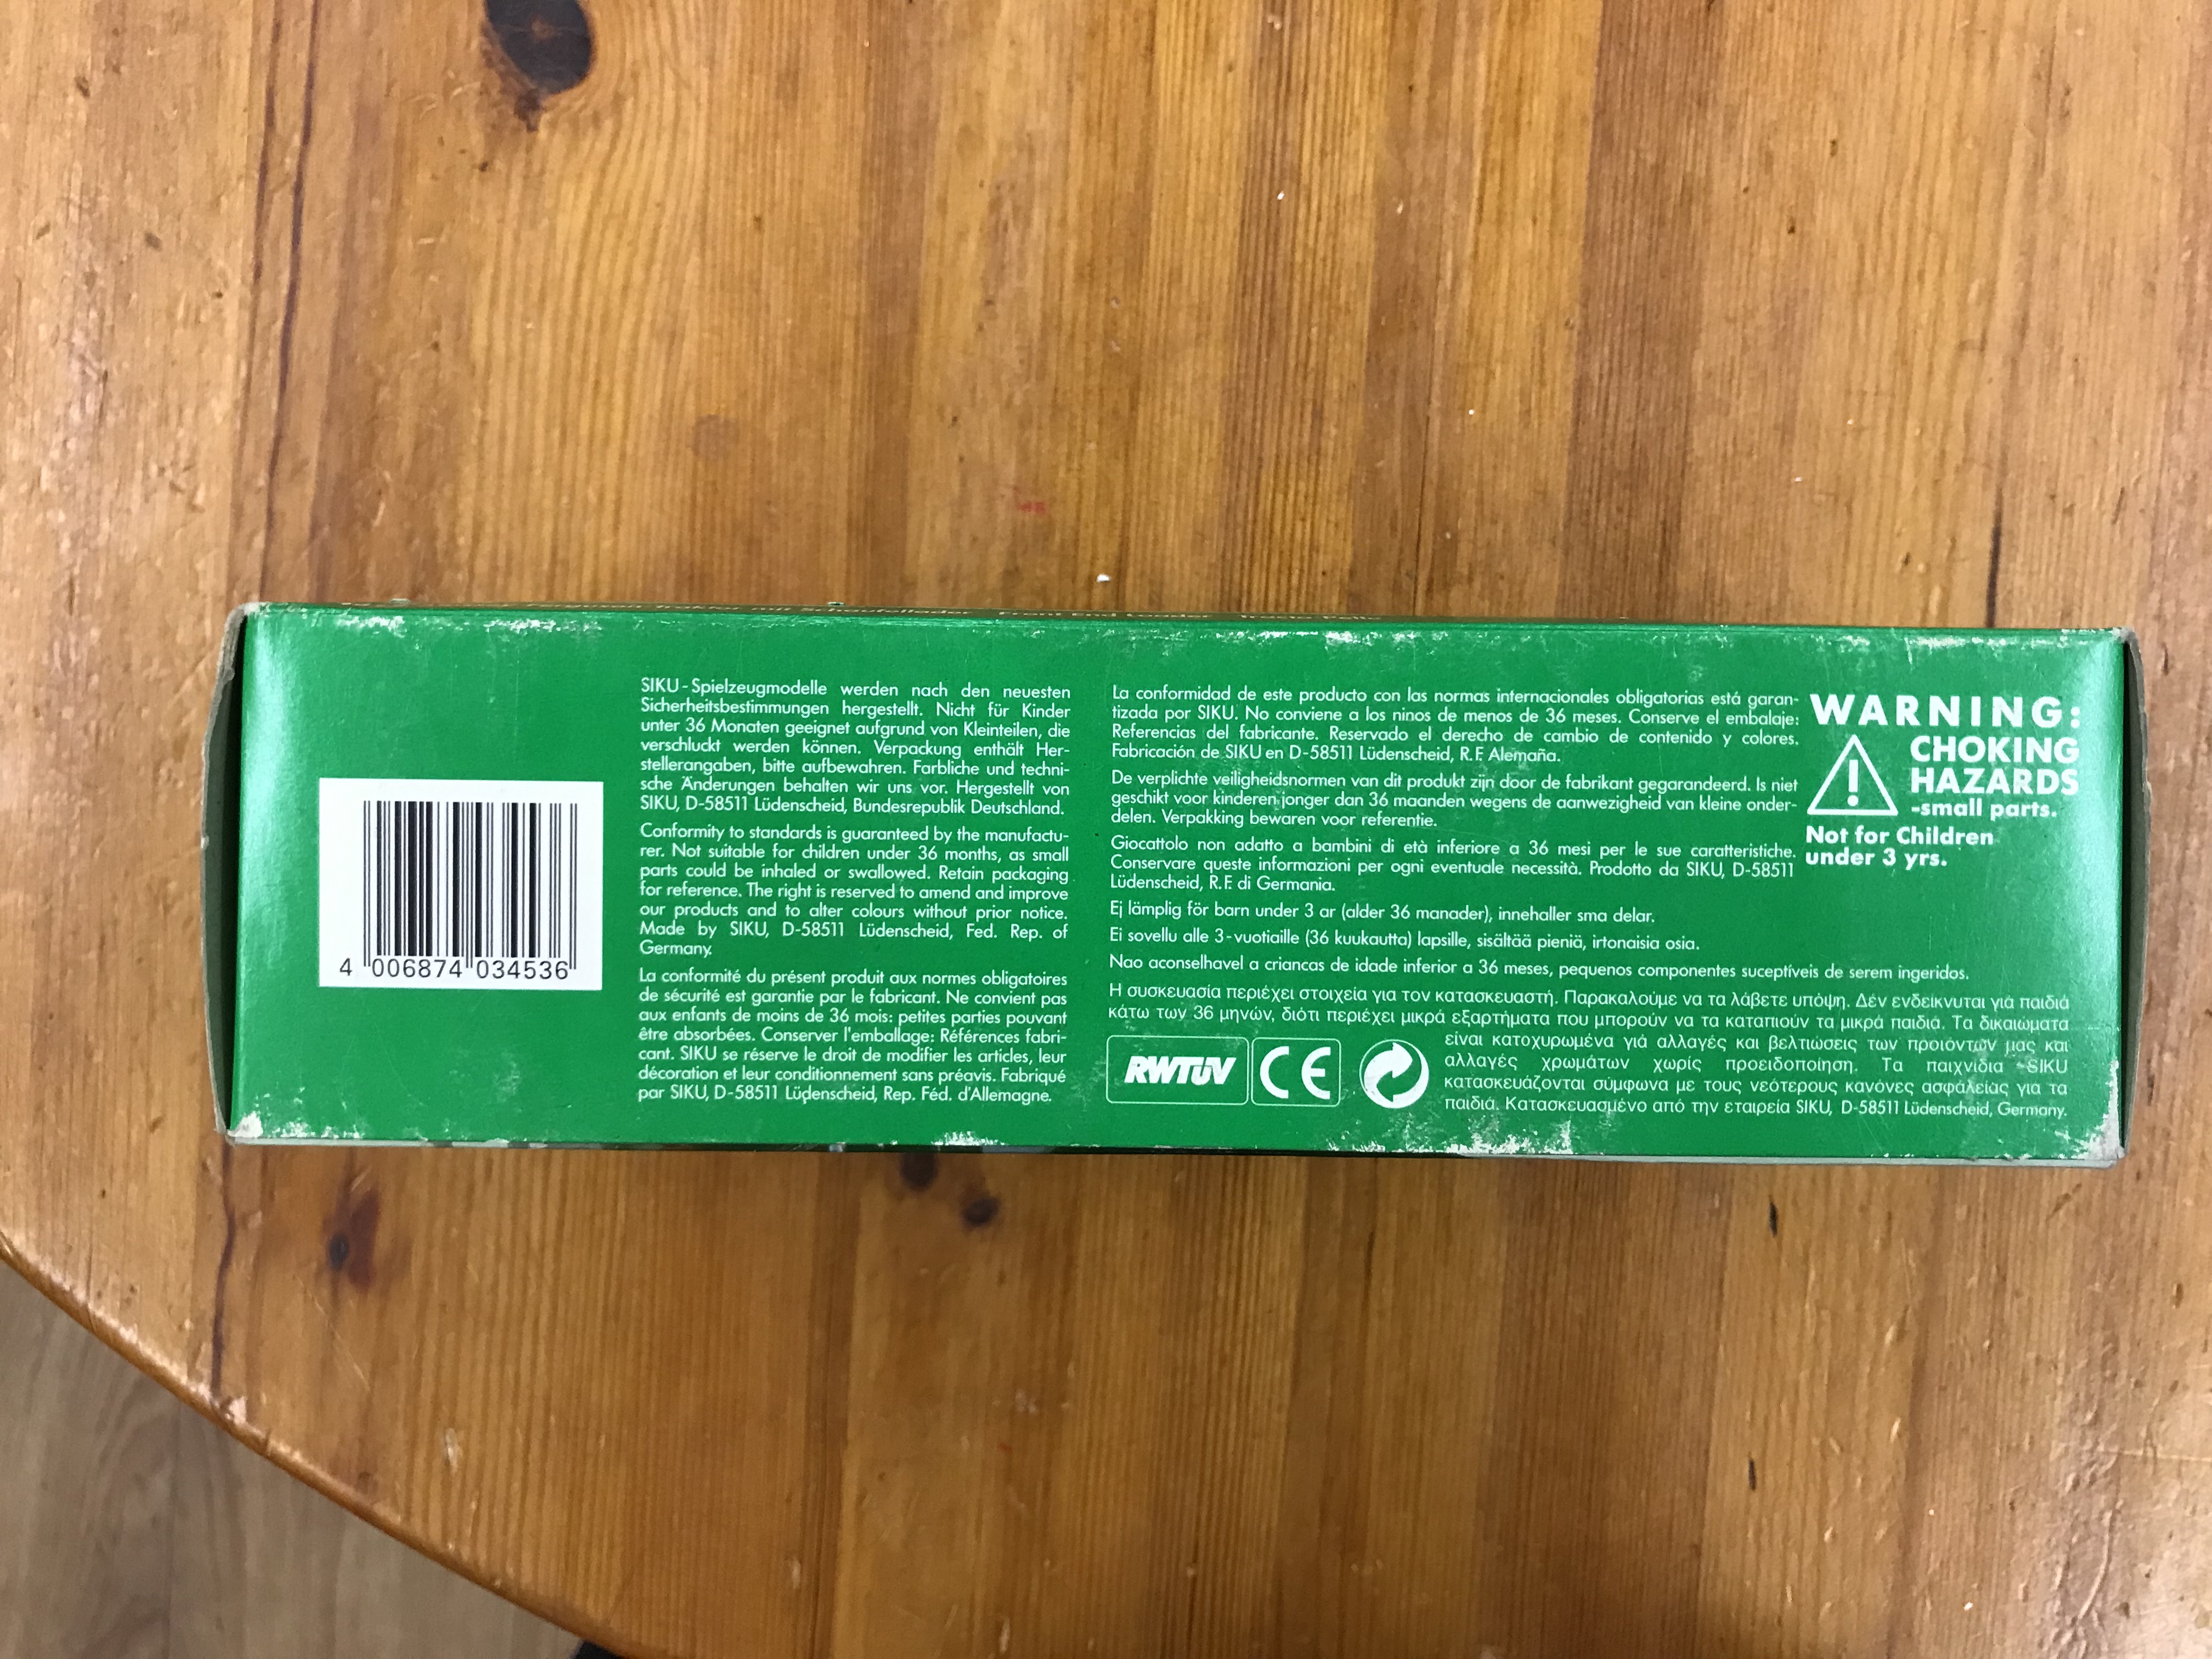 Traktor mit Schaufellader Front End Loader
SIKU-Spielzeugmodelle werden nach den neuesten
Sicherheitsbestimmungen hergestellt. Nicht für Kinder
unter 36 Monaten geeignet aufgrund von Kleinteilen, die
verschluckt werden können. Verpackung enthält Her-
stellerangaben, bitte aufbewahren. Farbliche und techni-
sche Änderungen behalten wir uns vor. Hergestellt von
SIKU, D-58511 Lüdenscheid, Bundesrepublik Deutschland.
Conformity to standards is guaranteed by the manufactu-
rer. Not suitable for children under 36 months, as small
parts could be inhaled or swallowed. Retain packaging
for reference. The right is reserved to amend and improve
our products and to alter colours without prior notice.
Made by SIKU, D-58511 Lüdenscheid, Fed. Rep. of
Germany.
La conformité du présent produit aux normes obligatoires
de sécurité est garantie par le fabricant. Ne convient pas
aux enfants de moins de 36 mois: petites parties pouvant
être absorbées. Conserver l'emballage: Références fabri-
cant. SIKU se réserve le droit de modifier les articles, leur
décoration et leur conditionnement sans préavis. Fabriqué
par SIKU, D-58511 Lüdenscheid, Rep. Féd. d'Allemagne.
4 006874 034536
La conformidad de este producto con las normas internacionales obligatorias está garan-
tizada por SIKU. No conviene a los ninos de menos de 36 meses. Conserve el embalaje:
Referencias del fabricante. Reservado el derecho de cambio de contenido y colores.
Fabricación de SIKU en D-58511 Lüdenscheid, R.F. Alemaña.
De verplichte veiligheidsnormen van dit produkt zijn door de fabrikant gegarandeerd. Is niet
geschikt voor kinderen jonger dan 36 maanden wegens de aanwezigheid van kleine onder-
delen. Verpakking bewaren voor referentie.
Giocattolo non adatto a bambini di età inferiore a 36 mesi per le sue caratteristiche.
Conservare queste informazioni per ogni eventuale necessità. Prodotto da SIKU, D-58511
Lüdenscheid, R.F. di Germania.
Ej lämplig för barn under 3 ar (alder 36 manader), innehaller sma delar.
Ei sovellu alle 3-vuotiaille (36 kuukautta) lapsille, sisältää pieniä, irtonaisia osia.
Nao aconselhavel a criancas de idade inferior a 36 meses, pequenos componentes suceptíveis de serem ingeridos.
Η συσκευασία περιέχει στοιχεία για τον κατασκευαστή. Παρακαλούμε να τα λάβετε υπόψη. Δέν ενδείκνυται γιά παιδιά
κάτω των 36 μηνών, διότι περιέχει μικρά εξαρτήματα που μπορούν να τα καταπιούν τα μικρά παιδιά. Τα δικαιώματα
είναι κατοχυρωμένα γιά αλλαγές και βελτιώσεις των προιόντών μας και
αλλαγές χρωμάτων χωρίς προειδοποίηση. Τα παιχνίδια SIKU
κατασκευάζονται σύμφωνα με τους νεότερους κανόνες ασφάλείας για τα
παιδιά. Κατασκευασμένο από την εταιρεία SIKU, D-58511 Lüdenscheid, Germany.
RWTÜV CE
WARNING:
CHOKING
HAZARDS
-small parts.
Not for Children
under 3 yrs.